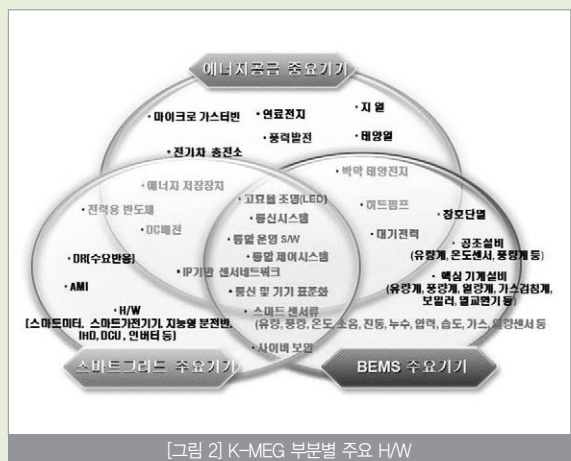 에너지공급 중요기기
· 마이크로 가스터빈
· 연료전지
· 지 열
· 풍력발전
· 태양열
· 전기차 충전소
· 에너지 저장장치
· 전력용 반도체
· DC배전
· DR(수요반응)
· AMI
· H/W
(스마트미터, 스마트가전기기, 지능형 분전반,
IHD, DCU, 인버터 등)
· 고효율 조명(LED)
· 통신시스템
· 통합 운영 S/W
· 통합 제어시스템
· IP기반 센서네트워크
· 통신 및 기기 표준화
· 스마트 센서류
(유량, 풍량, 온도, 소음, 진동, 누수, 압력, 습도, 가스, 열량센서 등
· 사이버 보안
· 박막 태양전지
· 히트펌프
· 대기전력
· 창호단열
· 공조설비
(유량계, 온도센서, 풍량계 등)
· 핵심 기계설비
(유량계, 풍량계, 열량계, 가스검침계,
보일러, 열교환기 등)
스마트그리드 주요기기
BEMS 주요기기
[그림 2] K-MEG 부분별 주요 H/W